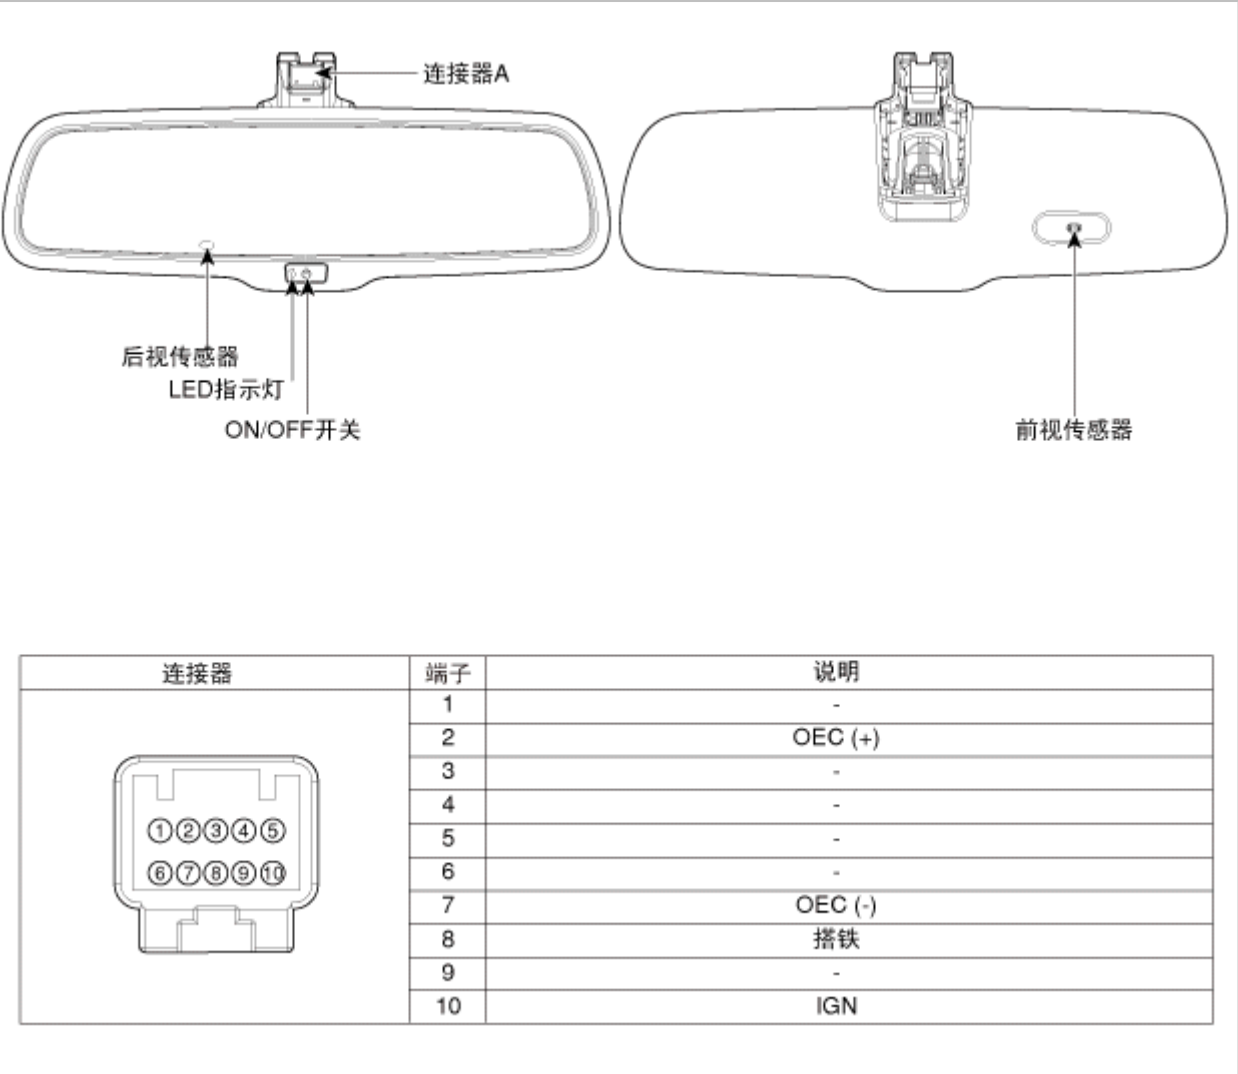 连接器A
后视传感器
LED指示灯
ON/OFF开关
前视传感器
连接器 端子 说明
1 -
2 OEC (+)
3 -
4 -
5 -
6 -
7 OEC (-)
8 搭铁
9 -
10 IGN
①②③④⑤
⑥⑦⑧⑨⑩